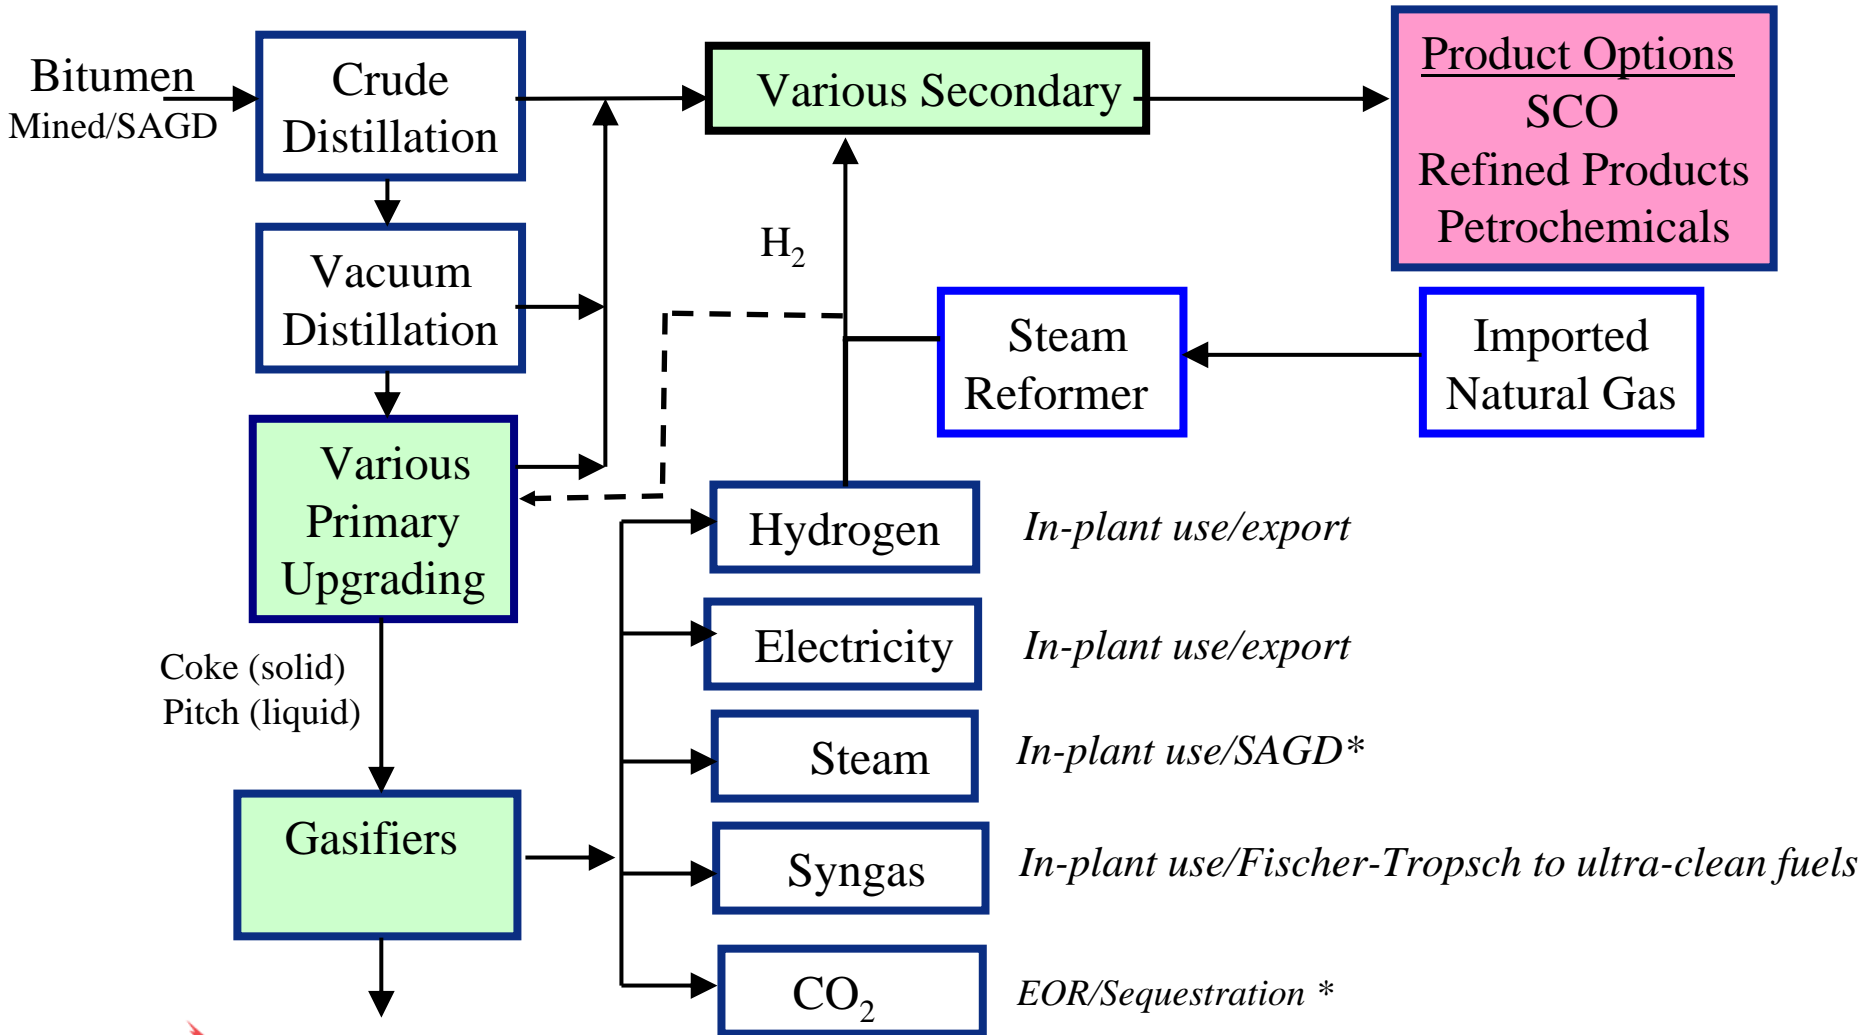 Bitumen
Mined/SAGD
Crude
Distillation
Various Secondary
Product Options
SCO
Refined Products
Petrochemicals
Vacuum
Distillation
H₂
Steam
Reformer
Imported
Natural Gas
Various
Primary
Upgrading
Hydrogen
In-plant use/export
Electricity
In-plant use/export
Coke (solid)
Pitch (liquid)
Steam
In-plant use/SAGD*
Gasifiers
Syngas
In-plant use/Fischer-Tropsch to ultra-clean fuels
CO₂
EOR/Sequestration *